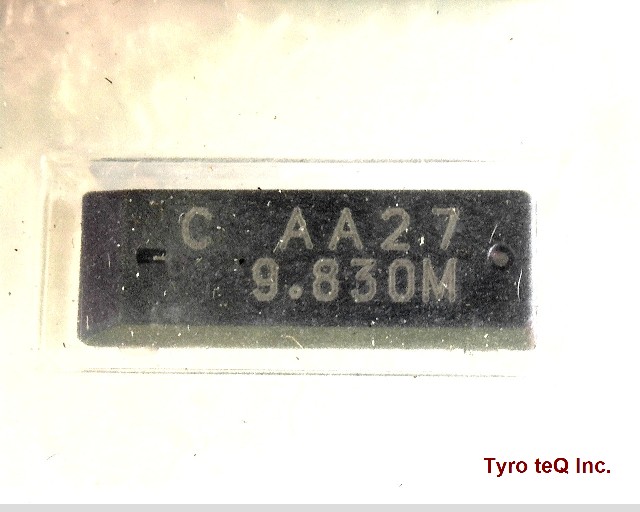 C AA27
9.830M
Tyro teQ Inc.